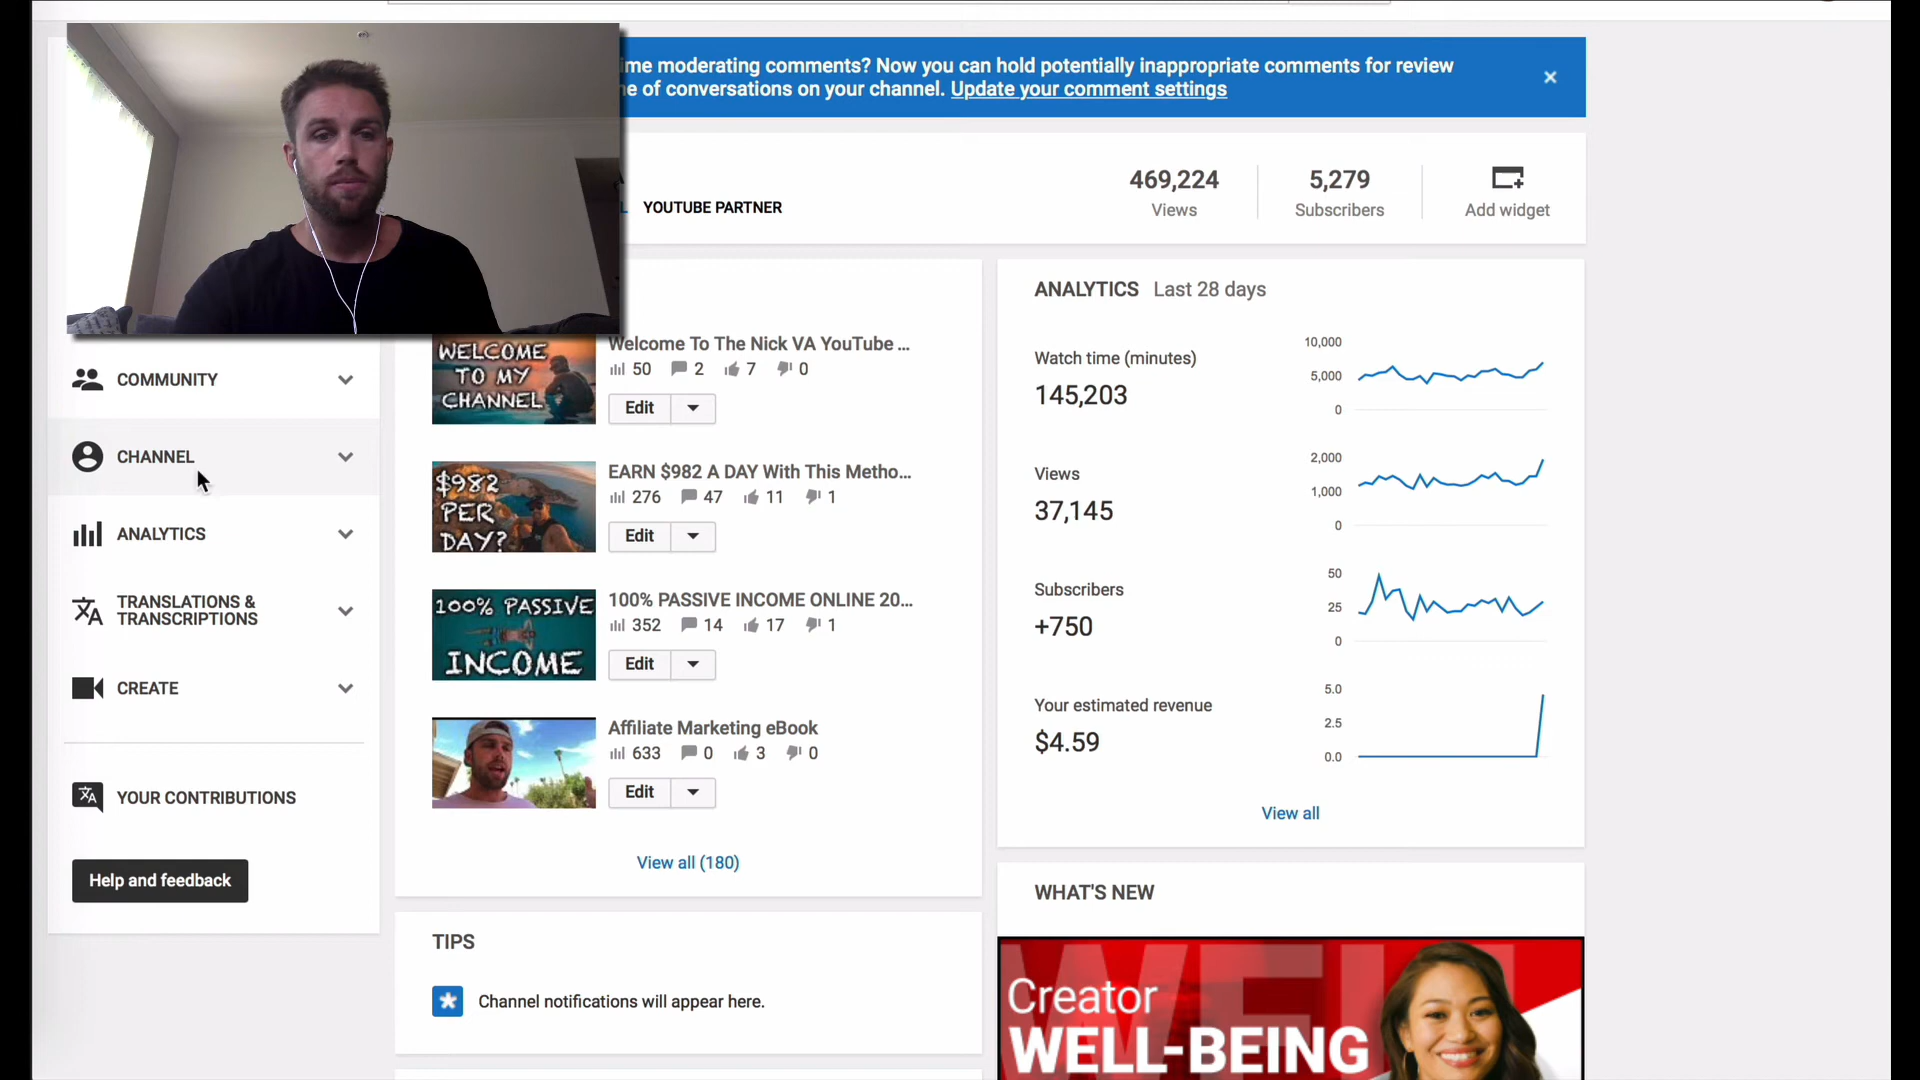 ime moderating comments? Now you can hold potentially inappropriate comments for review
ne of conversations on your channel. Update your comment settings
YOUTUBE PARTNER
469,224
Views
5,279
Subscribers
Add widget
COMMUNITY
CHANNEL
ANALYTICS
TRANSLATIONS &
TRANSCRIPTIONS
CREATE
YOUR CONTRIBUTIONS
Help and feedback
WELCOME
TO MY
CHANNEL
Welcome To The Nick VA YouTube ...
50 2 7 0
Edit
$982
PER
DAY?
EARN $982 A DAY With This Metho...
276 47 11 1
Edit
100% PASSIVE
INCOME
100% PASSIVE INCOME ONLINE 20...
352 14 17 1
Edit
Affiliate Marketing eBook
633 0 3 0
Edit
View all (180)
TIPS
Channel notifications will appear here.
ANALYTICS Last 28 days
Watch time (minutes)
145,203
10,000
5,000
0
Views
37,145
2,000
1,000
0
Subscribers
+750
50
25
0
Your estimated revenue
$4.59
5.0
2.5
0.0
View all
WHAT'S NEW
Creator
WELL-BEING